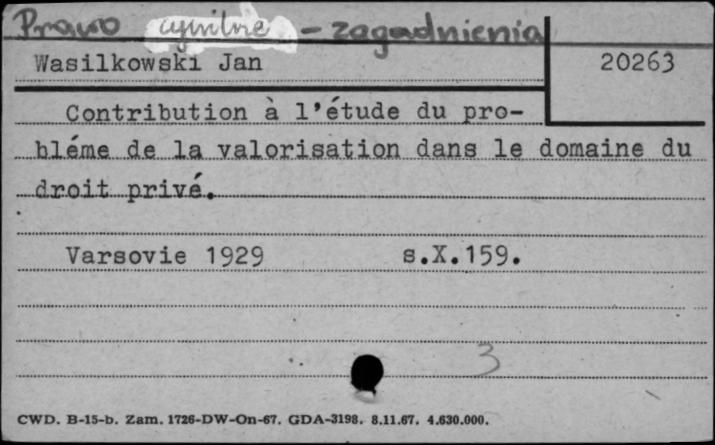 Prawo cywilne - zagadnienia
Wasilkowski Jan 20263
Contribution à l'étude du pro-
bléme de la valorisation dans le domaine du
droit privé.
Varsovie 1929 s.X.159.
3
CWD. B-15-b. Zam. 1726-DW-On-67. GDA-3198. 8.11.67. 4.630.000.